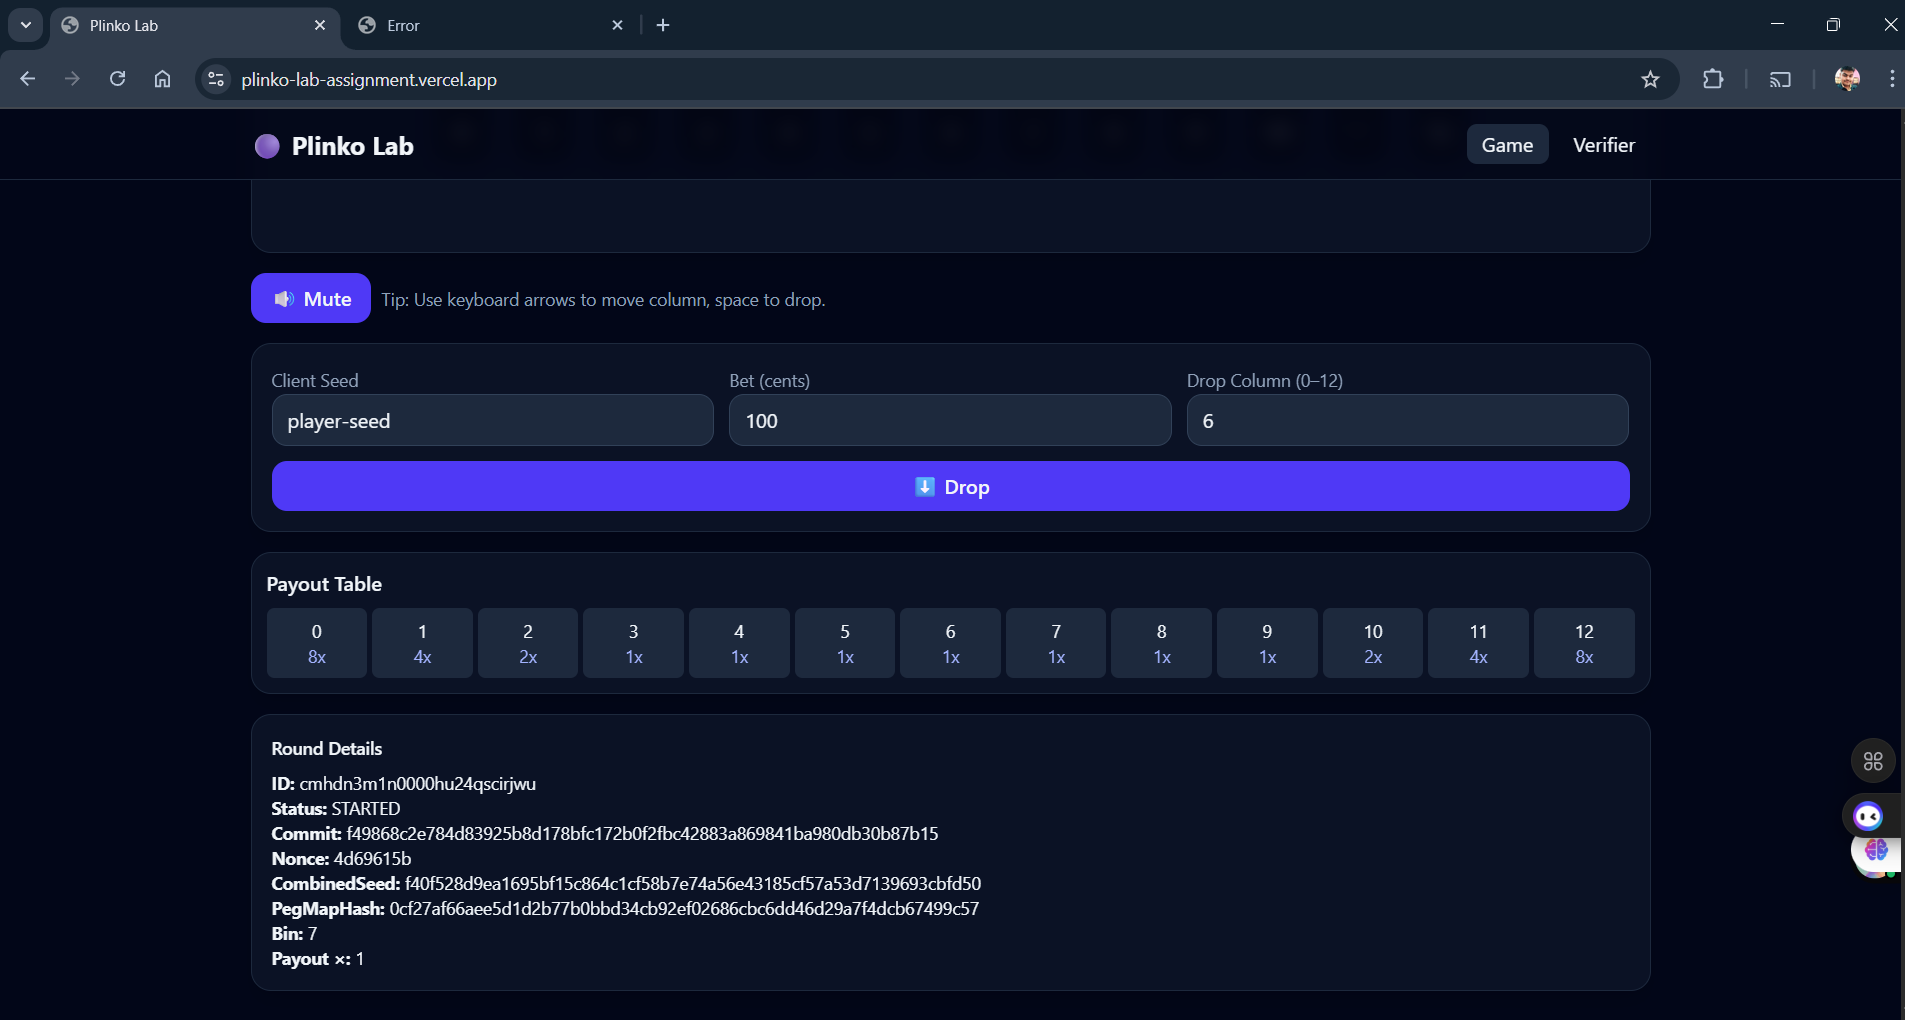 Plinko Lab
Error
plinko-lab-assignment.vercel.app
Plinko Lab
Game
Verifier
Mute
Tip: Use keyboard arrows to move column, space to drop.
Client Seed
Bet (cents)
Drop Column (0–12)
player-seed
100
6
Drop
Payout Table
0 1 2 3 4 5 6 7 8 9 10 11 12
8x 4x 2x 1x 1x 1x 1x 1x 1x 1x 2x 4x 8x
Round Details
ID: cmhdn3m1n0000hu24qscirjwu
Status: STARTED
Commit: f49868c2e784d83925b8d178bfc172b0f2fbc42883a869841ba980db30b87b15
Nonce: 4d69615b
CombinedSeed: f40f528d9ea1695bf15c864c1cf58b7e74a56e43185cf57a53d7139693cbfd50
PegMapHash: 0cf27af66aee5d1d2b77b0bbd34cb92ef02686cbc6dd46d29a7f4dcb67499c57
Bin: 7
Payout ×: 1